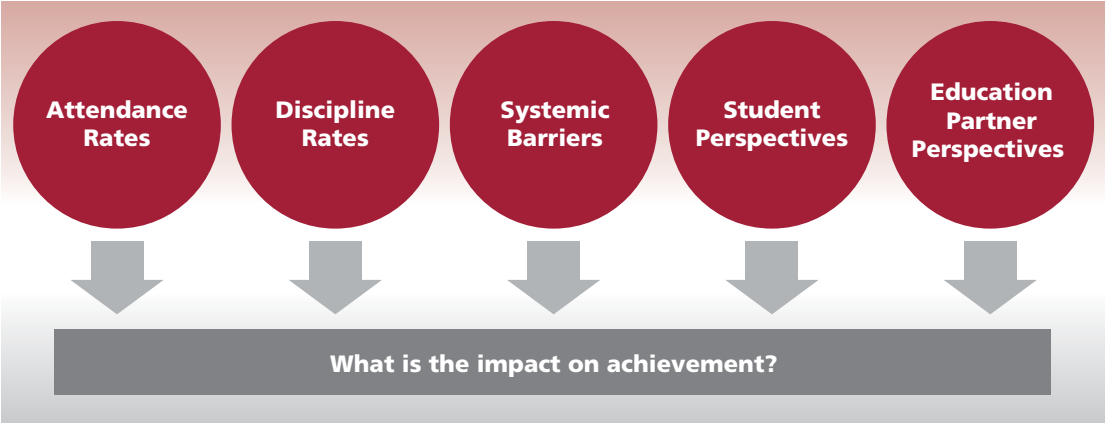 Attendance
Rates
Discipline
Rates
Systemic
Barriers
Student
Perspectives
Education
Partner
Perspectives
What is the impact on achievement?